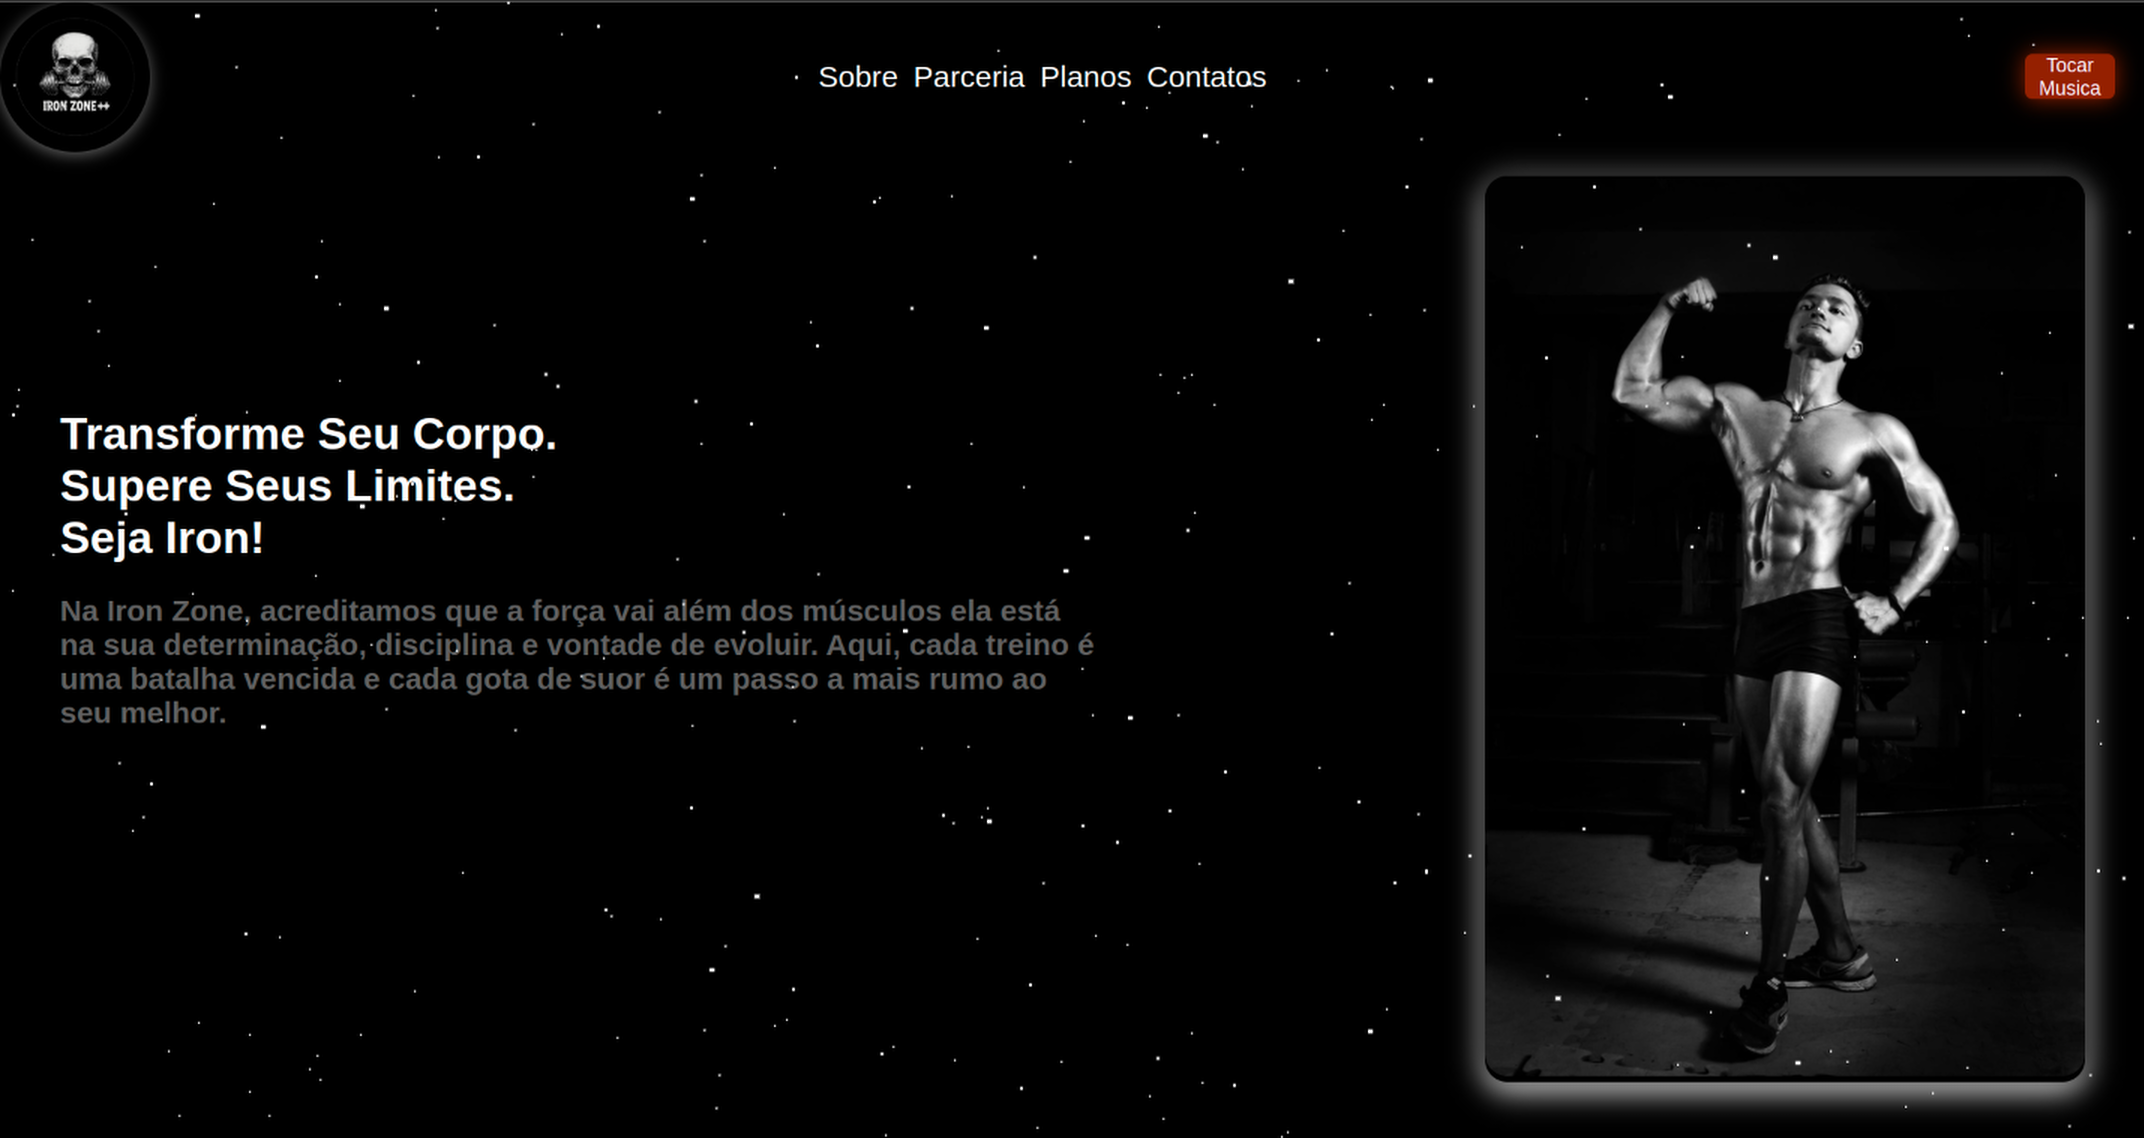 IRON ZONE++
Sobre Parceria Planos Contatos
Tocar
Musica
Transforme Seu Corpo.
Supere Seus Limites.
Seja Iron!
Na Iron Zone, acreditamos que a força vai além dos músculos ela está
na sua determinação, disciplina e vontade de evoluir. Aqui, cada treino é
uma batalha vencida e cada gota de suor é um passo a mais rumo ao
seu melhor.